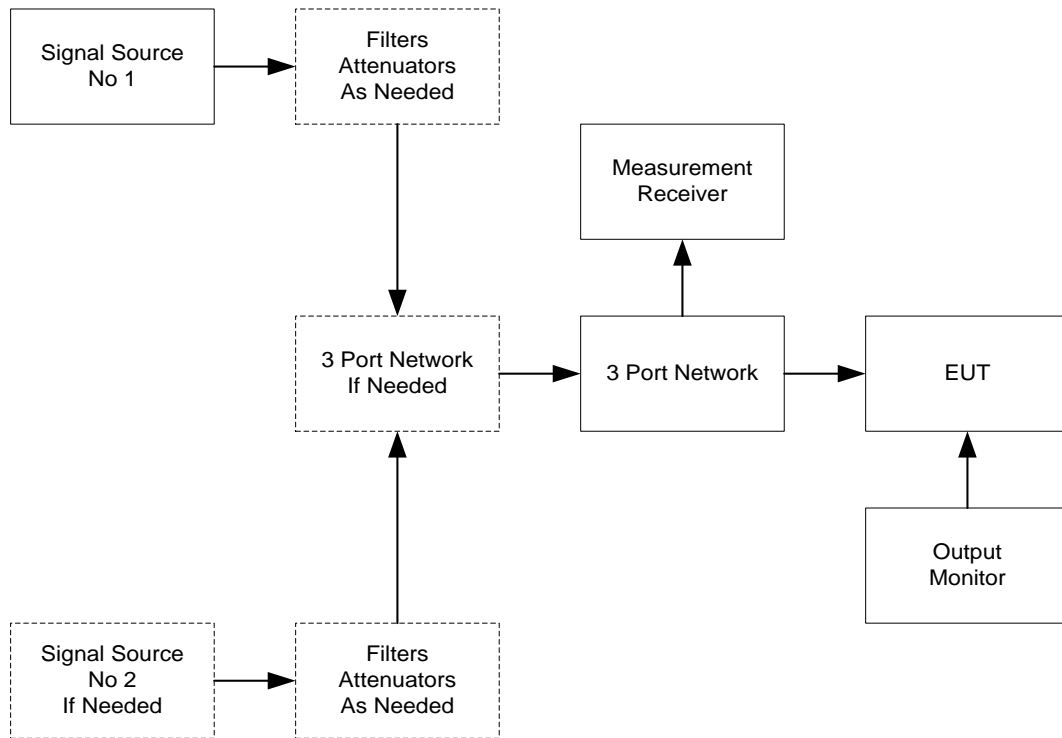 Signal Source
No 1
Filters
Attenuators
As Needed
Measurement
Receiver
3 Port Network
If Needed
3 Port Network
EUT
Output
Monitor
Signal Source
No 2
If Needed
Filters
Attenuators
As Needed